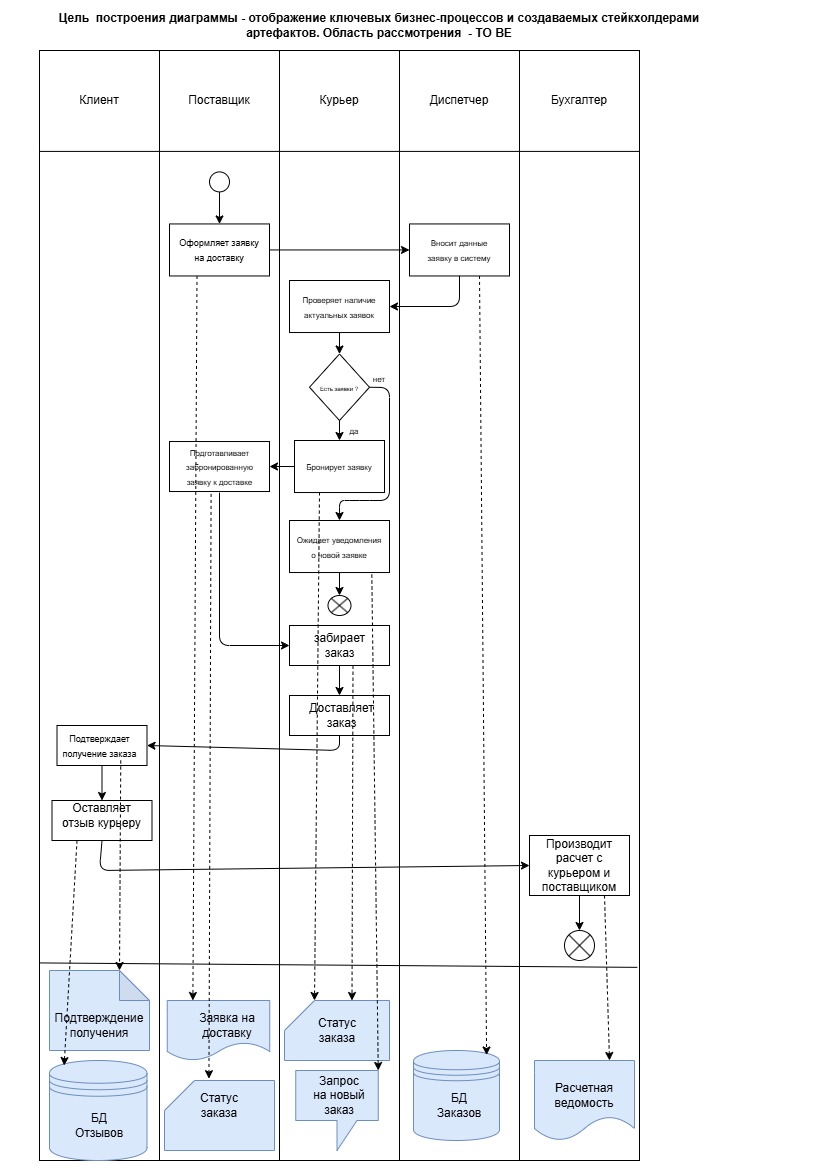 Цель построения диаграммы - отображение ключевых бизнес-процессов и создаваемых стейкхолдерами
артефактов. Область рассмотрения - TO BE
Клиент
Поставщик
Курьер
Диспетчер
Бухгалтер
Оформляет заявку
на доставку
Вносит данные
заявку в систему
Проверяет наличие
актуальных заявок
Есть заявки ?
нет
да
Подготавливает
забронированную
заявку к доставке
Бронирует заявку
Ожидает уведомления
о новой заявке
забирает
заказ
Доставляет
заказ
Подтверждает
получение заказа
Оставляет
отзыв курьеру
Производит
расчет с
курьером и
поставщиком
Подтверждение
получения
Заявка на
доставку
Статус
заказа
БД
Отзывов
Статус
заказа
Запрос
на новый
заказ
БД
Заказов
Расчетная
ведомость